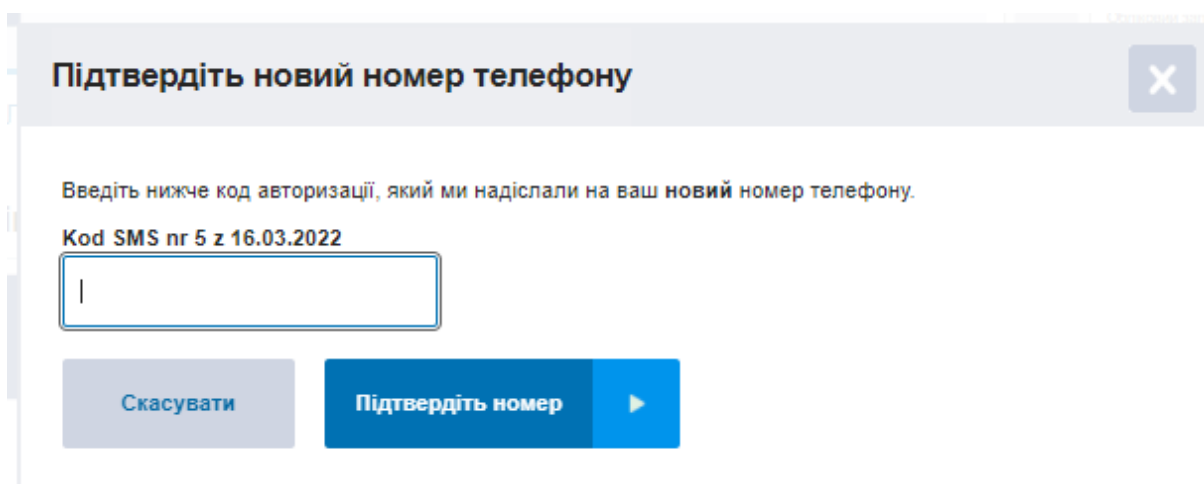 Підтвердіть новий номер телефону
Введіть нижче код авторизації, який ми надіслали на ваш новий номер телефону.
Kod SMS nr 5 z 16.03.2022
Скасувати
Підтвердіть номер